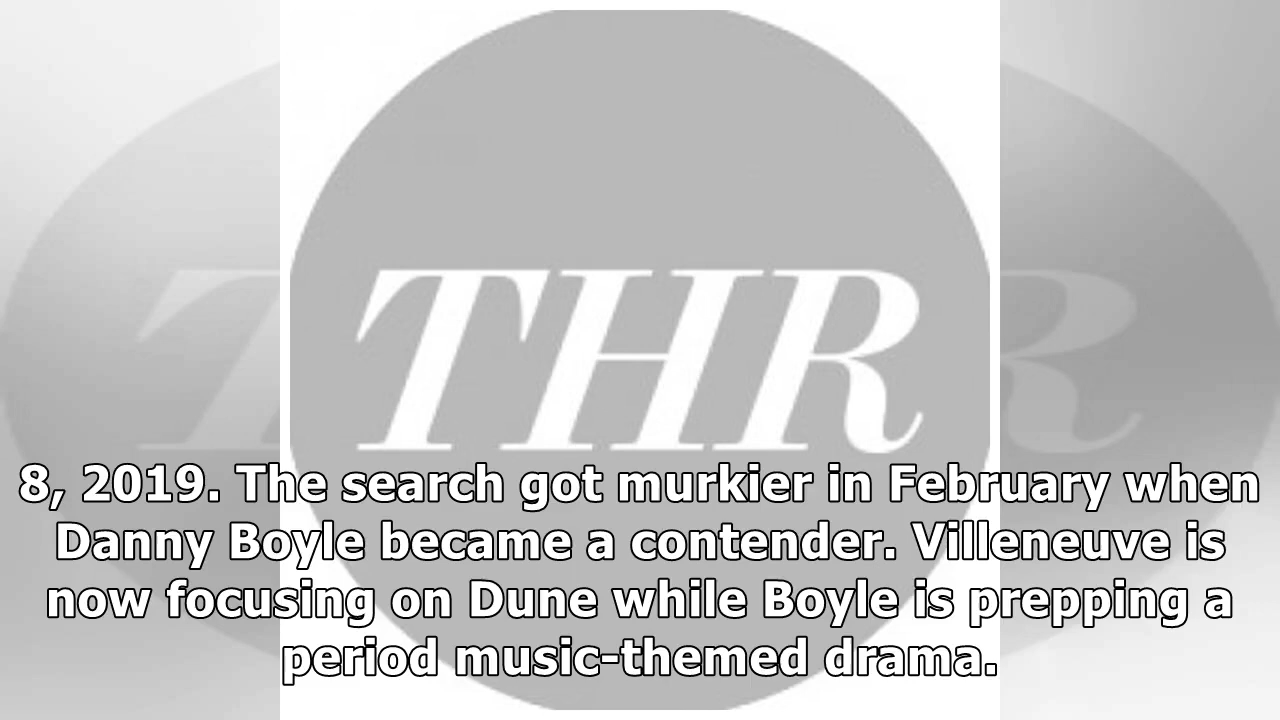 THR
8, 2019. The search got murkier in February when
Danny Boyle became a contender. Villeneuve is
now focusing on Dune while Boyle is prepping a
period music-themed drama.